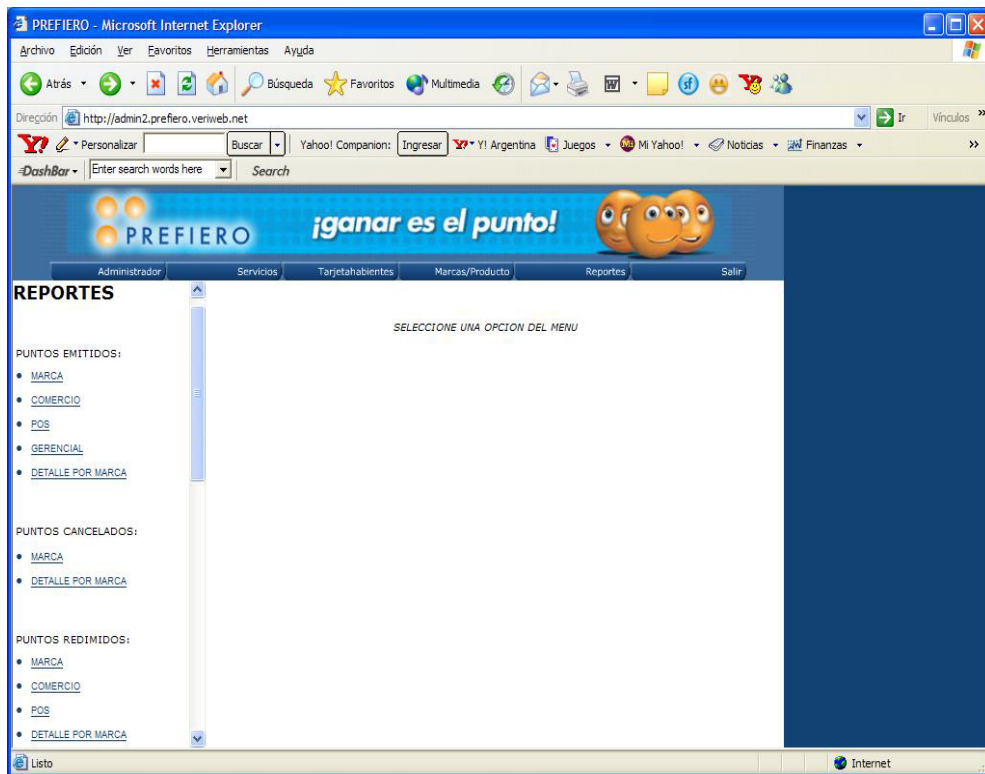 PREFIERO - Microsoft Internet Explorer
Archivo Edición Ver Favoritos Herramientas Ayuda
Atrás Búsqueda Favoritos Multimedia
Dirección http://admin2.prefiero.veriweb.net Ir Vínculos »
Y! Personalizar Buscar Yahoo! Companion: Ingresar Y! Y! Argentina Juegos Mi Yahoo! Noticias Finanzas »
DashBar Enter search words here Search
PREFIERO ¡ganar es el punto!
Administrador Servicios Tarjetahabientes Marcas/Producto Reportes Salir
REPORTES
SELECCIONE UNA OPCION DEL MENU
PUNTOS EMITIDOS:
• MARCA
• COMERCIO
• POS
• GERENCIAL
• DETALLE POR MARCA
PUNTOS CANCELADOS:
• MARCA
• DETALLE POR MARCA
PUNTOS REDIMIDOS:
• MARCA
• COMERCIO
• POS
• DETALLE POR MARCA
Listo Internet